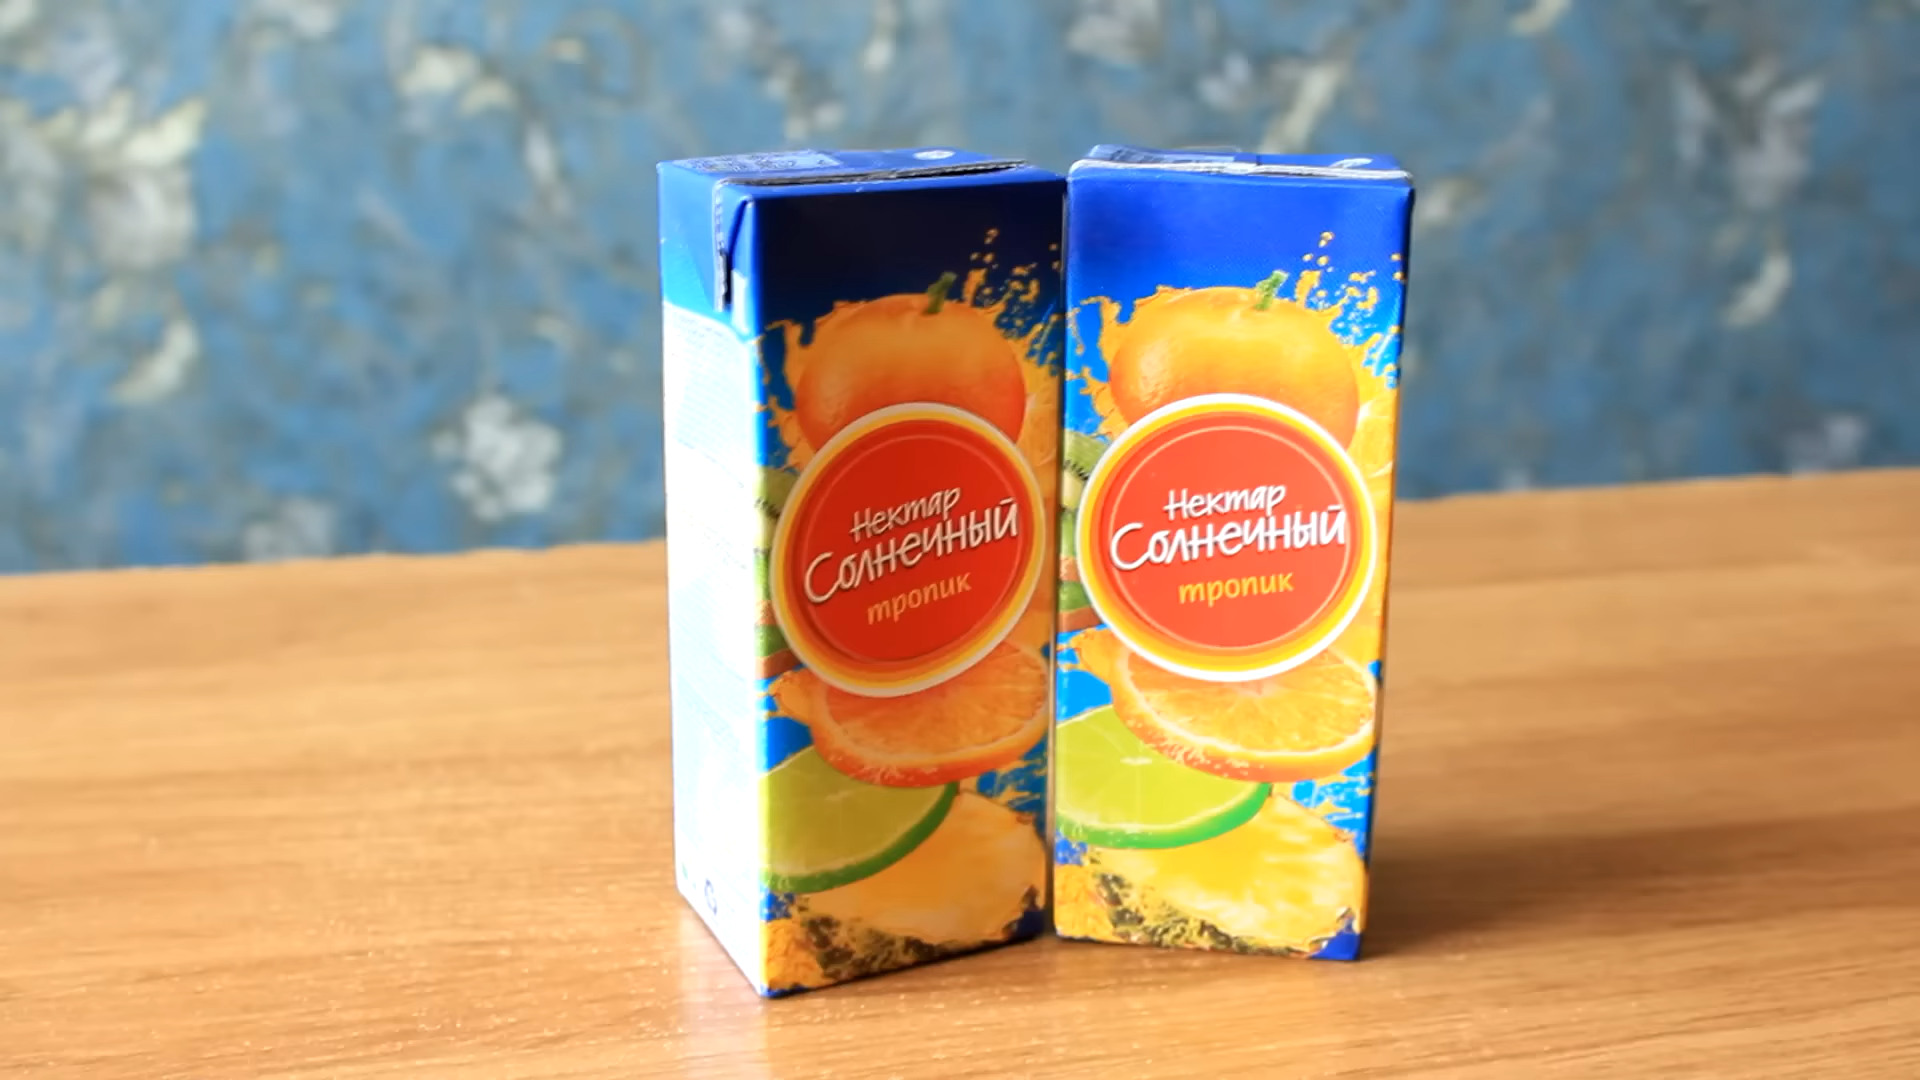 Нектар
Солнечный
тропик
Нектар
Солнечный
тропик